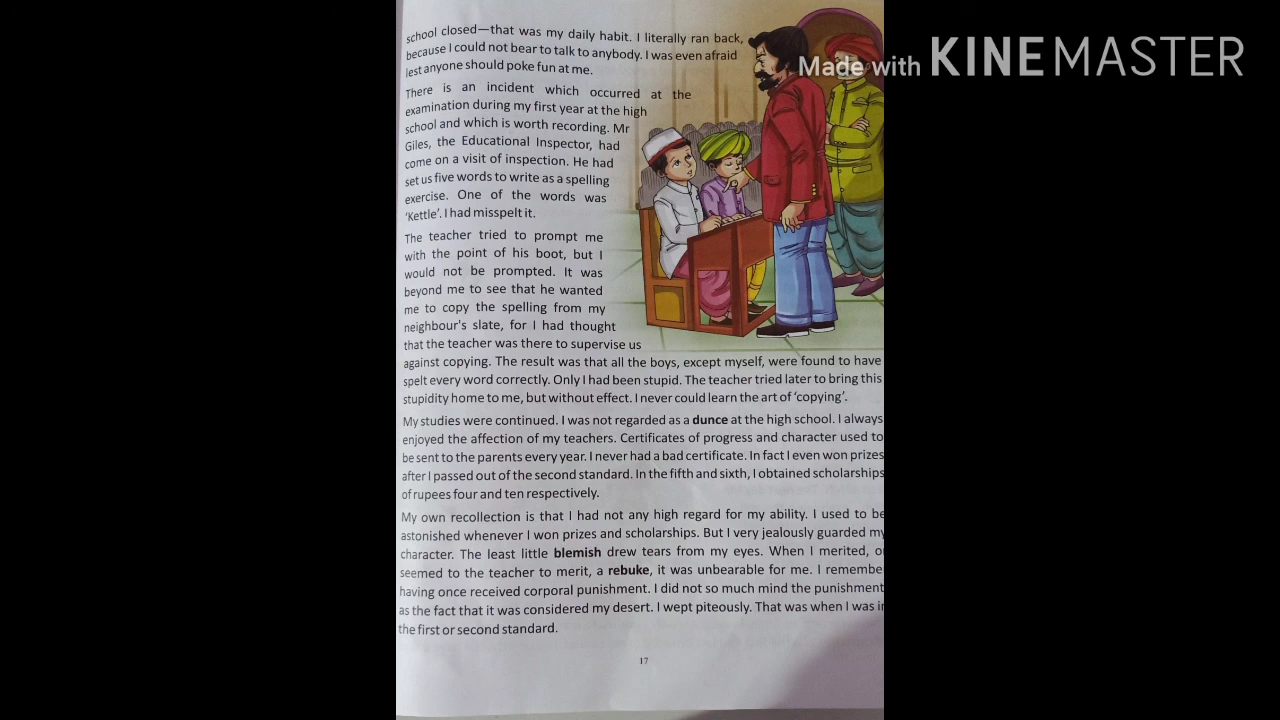 Made with KINEMASTER
school closed—that was my daily habit. I literally ran back,
because I could not bear to talk to anybody. I was even afraid
lest anyone should poke fun at me.
There is an incident which occurred at the
examination during my first year at the high
school and which is worth recording. Mr
Giles, the Educational Inspector, had
come on a visit of inspection. He had
set us five words to write as a spelling
exercise. One of the words was
'Kettle'. I had misspelt it.
The teacher tried to prompt me
with the point of his boot, but I
would not be prompted. It was
beyond me to see that he wanted
me to copy the spelling from my
neighbour's slate, for I had thought
that the teacher was there to supervise us
against copying. The result was that all the boys, except myself, were found to have
spelt every word correctly. Only I had been stupid. The teacher tried later to bring this
stupidity home to me, but without effect. I never could learn the art of 'copying'.
My studies were continued. I was not regarded as a dunce at the high school. I always
enjoyed the affection of my teachers. Certificates of progress and character used to
be sent to the parents every year. I never had a bad certificate. In fact I even won prizes
after I passed out of the second standard. In the fifth and sixth, I obtained scholarships
of rupees four and ten respectively.
My own recollection is that I had not any high regard for my ability. I used to be
astonished whenever I won prizes and scholarships. But I very jealously guarded my
character. The least little blemish drew tears from my eyes. When I merited, o
seemed to the teacher to merit, a rebuke, it was unbearable for me. I remembe
having once received corporal punishment. I did not so much mind the punishment
as the fact that it was considered my desert. I wept piteously. That was when I was in
the first or second standard.
17